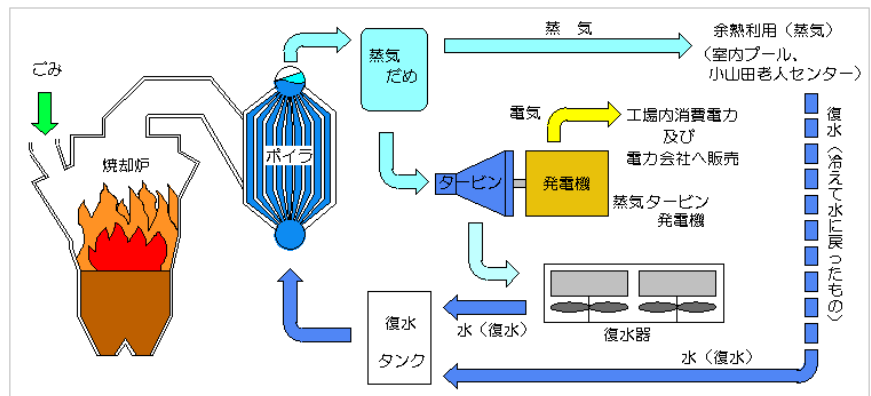 ごみ
焼却炉
ボイラ
蒸気
だめ
蒸 気
余熱利用(蒸気)
(室内プール、
小山田老人センター)
電気
工場内消費電力
及び
電力会社へ販売
タービン
発電機
蒸気タービン
発電機
復水(冷えて水に戻ったもの)
復水器
水(復水)
復水
タンク
水(復水)